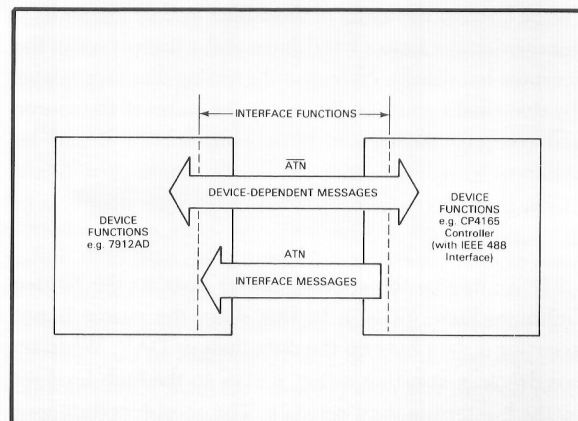 INTERFACE FUNCTIONS
A̅T̅N̅
DEVICE-DEPENDENT MESSAGES
DEVICE
FUNCTIONS
e.g. 7912AD
DEVICE
FUNCTIONS
e.g. CP4165
Controller
(with IEEE 488
Interface)
ATN
INTERFACE MESSAGES